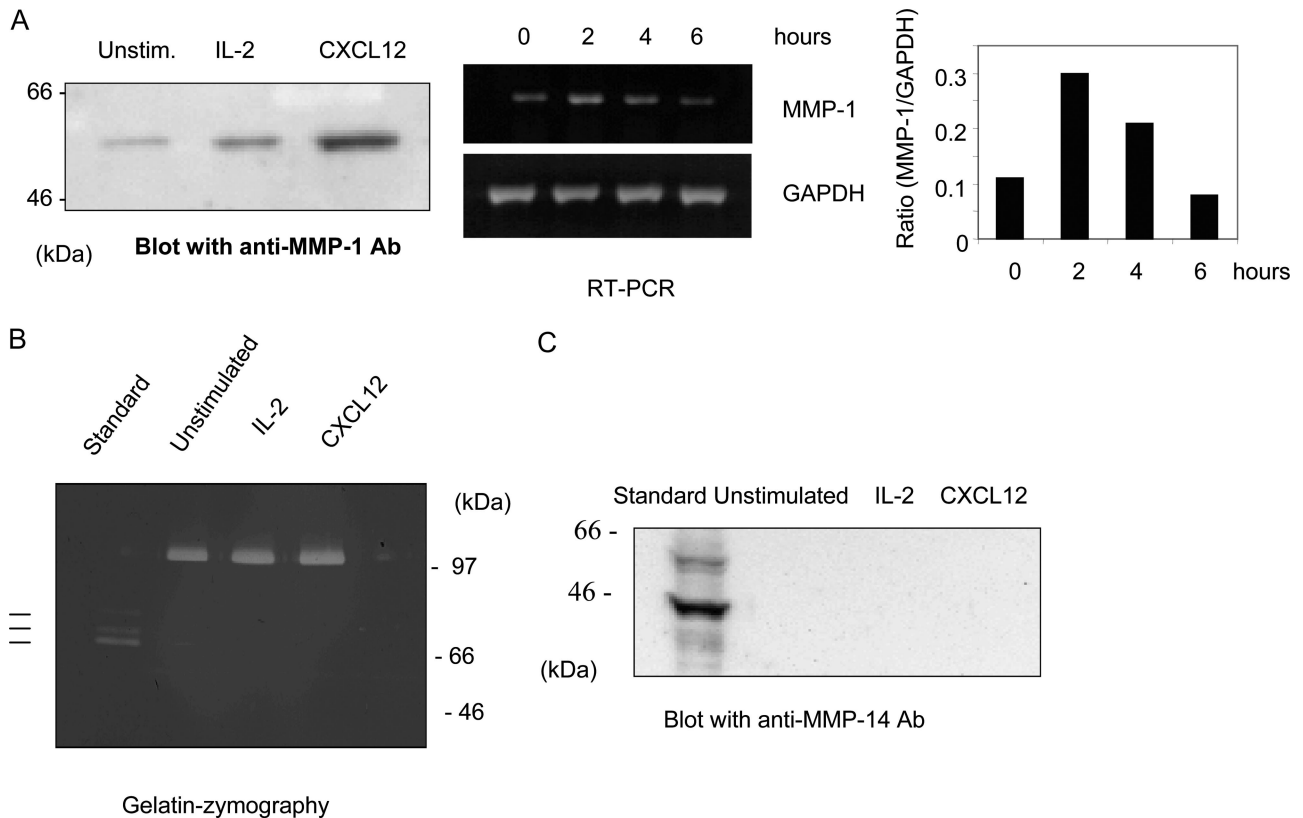 A
Unstim. IL-2 CXCL12
66 -
46 -
(kDa)
Blot with anti-MMP-1 Ab
0 2 4 6 hours
MMP-1
GAPDH
RT-PCR
Ratio (MMP-1/GAPDH)
0.3
0.2
0.1
0
0 2 4 6 hours
B
Standard
Unstimulated
IL-2
CXCL12
(kDa)
- 97
- 66
- 46
Gelatin-zymography
C
Standard Unstimulated IL-2 CXCL12
66 -
46 -
(kDa)
Blot with anti-MMP-14 Ab